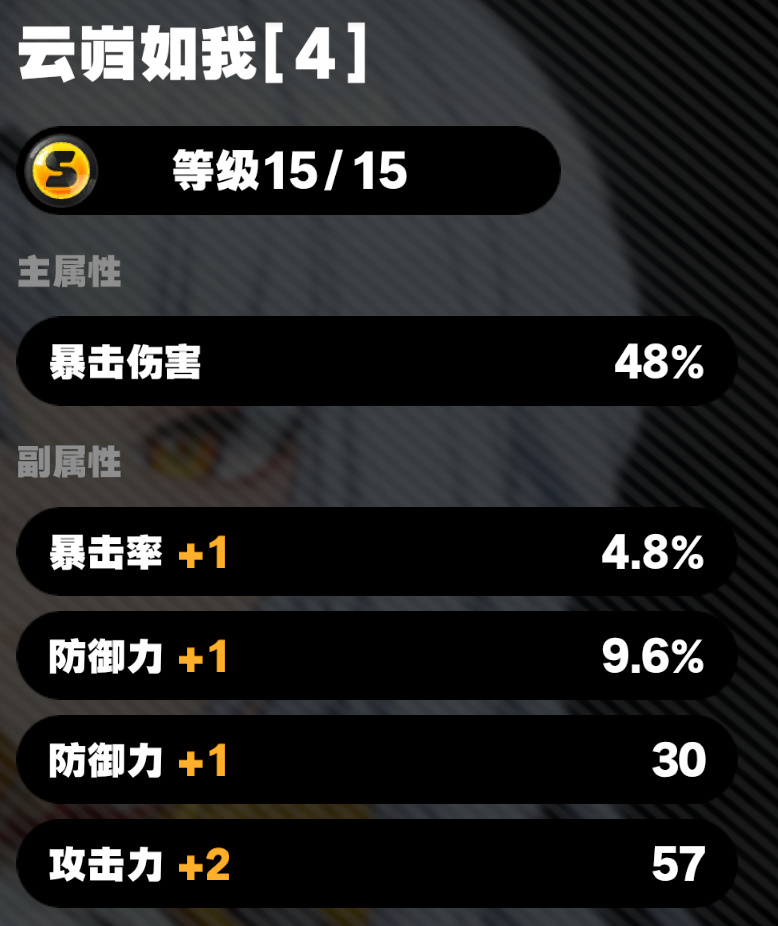 云岿如我[4]
S 等级15/15
主属性
暴击伤害 48%
副属性
暴击率 +1 4.8%
防御力 +1 9.6%
防御力 +1 30
攻击力 +2 57